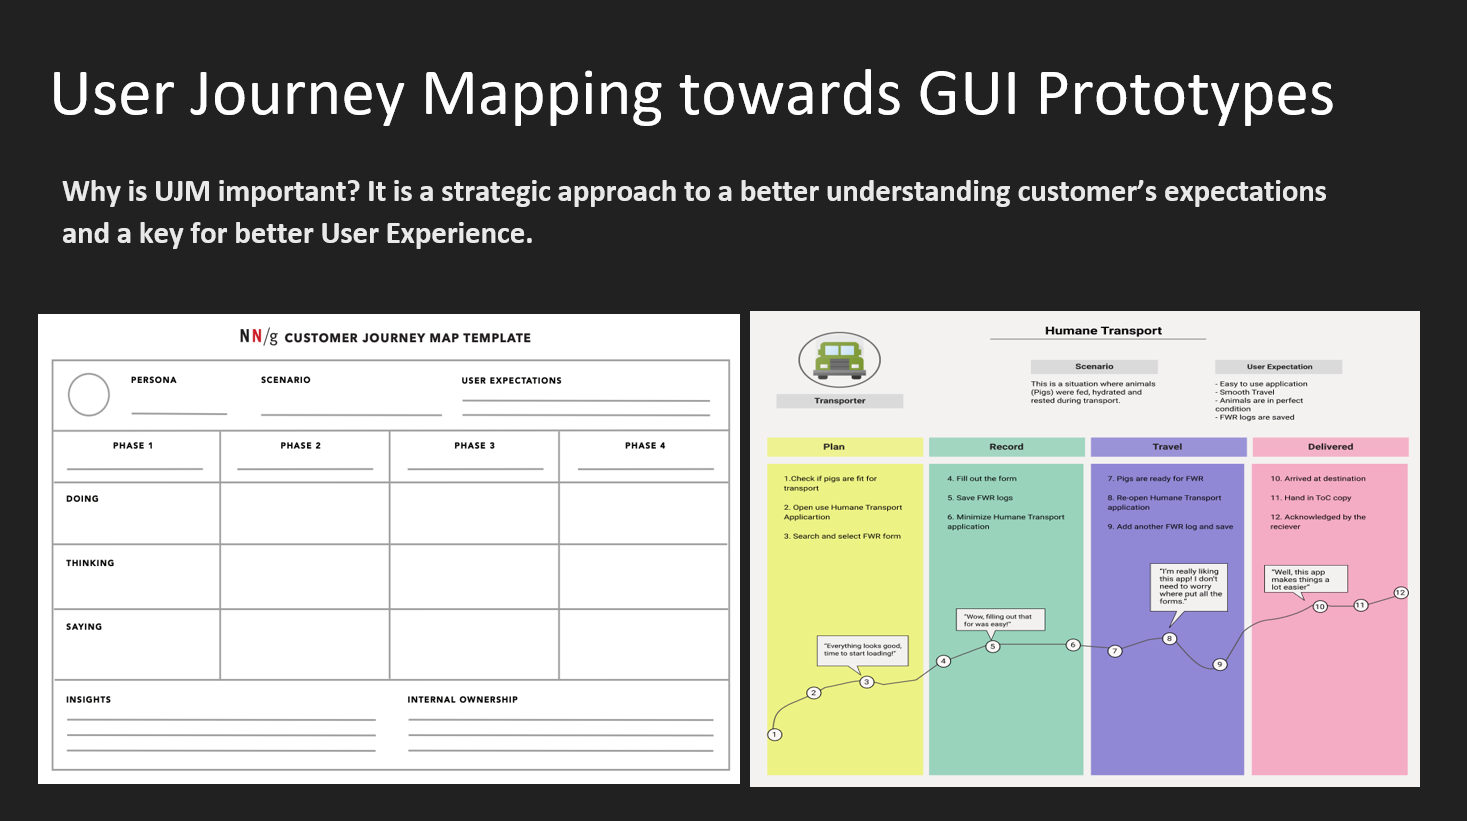 User Journey Mapping towards GUI Prototypes
Why is UJM important? It is a strategic approach to a better understanding customer's expectations
and a key for better User Experience.
NN/g CUSTOMER JOURNEY MAP TEMPLATE
PERSONA
SCENARIO
USER EXPECTATIONS
PHASE 1
PHASE 2
PHASE 3
PHASE 4
DOING
THINKING
SAYING
INSIGHTS
INTERNAL OWNERSHIP
Humane Transport
Transporter
Scenario
This is a situation where animals
(Pigs) were fed, hydrated and
rested during transport.
User Expectation
- Easy to use application
- Smooth Travel
- Animals are in perfect
condition
- FWR logs are saved
Plan
1.Check if pigs are fit for
transport
2. Open use Humane Transport
Applicartion
3. Search and select FWR form
Record
4. Fill out the form
5. Save FWR logs
6. Minimize Humane Transport
application
Travel
7. Pigs are ready for FWR
8. Re-open Humane Transport
application
9. Add another FWR log and save
Delivered
10. Arrived at destination
11. Hand in ToC copy
12. Acknowledged by the
reciever
"Everything looks good,
time to start loading!"
"Wow, filling out that
for was easy!"
"I'm really liking
this app! I don't
need to worry
where put all the
forms."
"Well, this app
makes things a
lot easier"
1
2
3
4
5
6
7
8
9
10
11
12